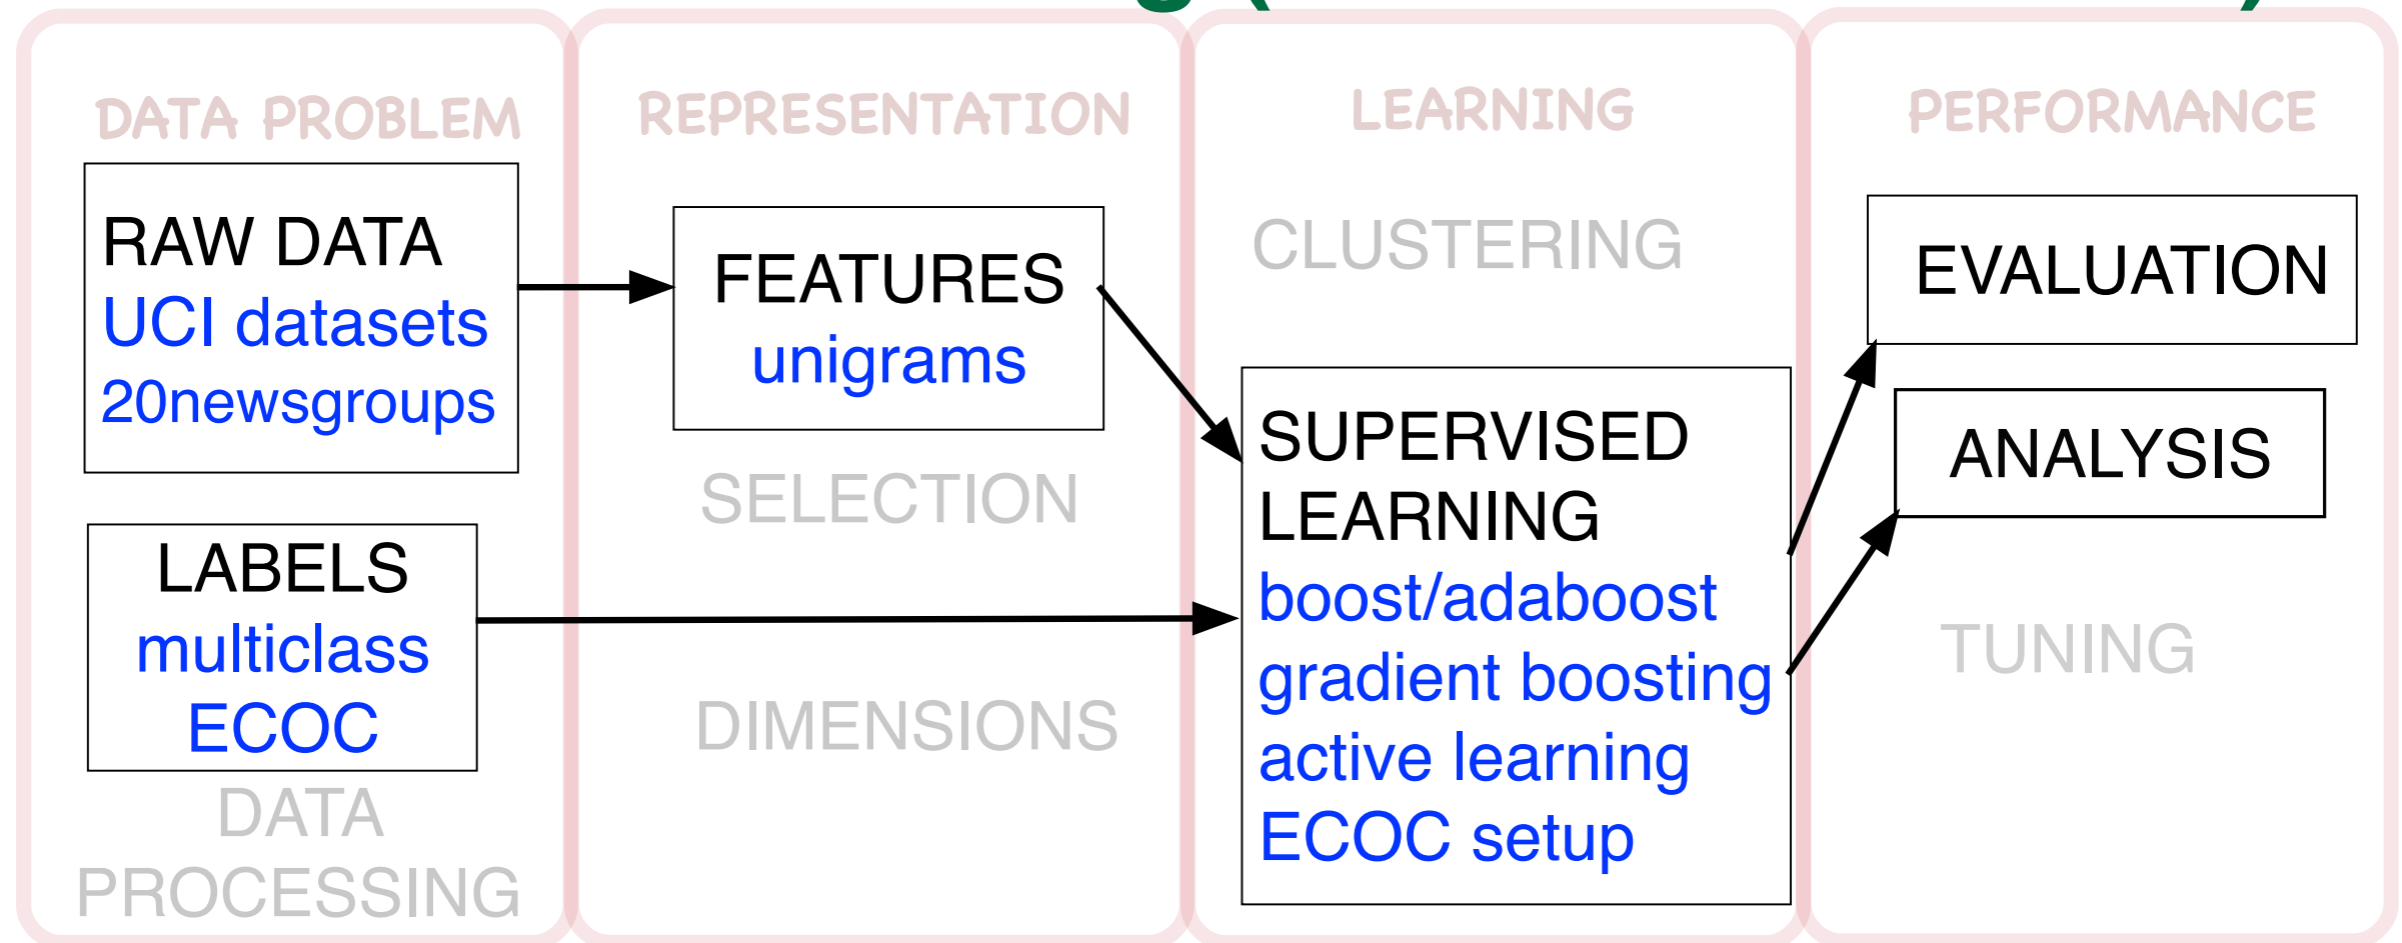 DATA PROBLEM
RAW DATA
UCI datasets
20newsgroups
LABELS
multiclass
ECOC
DATA
PROCESSING
REPRESENTATION
FEATURES
unigrams
SELECTION
DIMENSIONS
LEARNING
CLUSTERING
SUPERVISED
LEARNING
boost/adaboost
gradient boosting
active learning
ECOC setup
PERFORMANCE
EVALUATION
ANALYSIS
TUNING